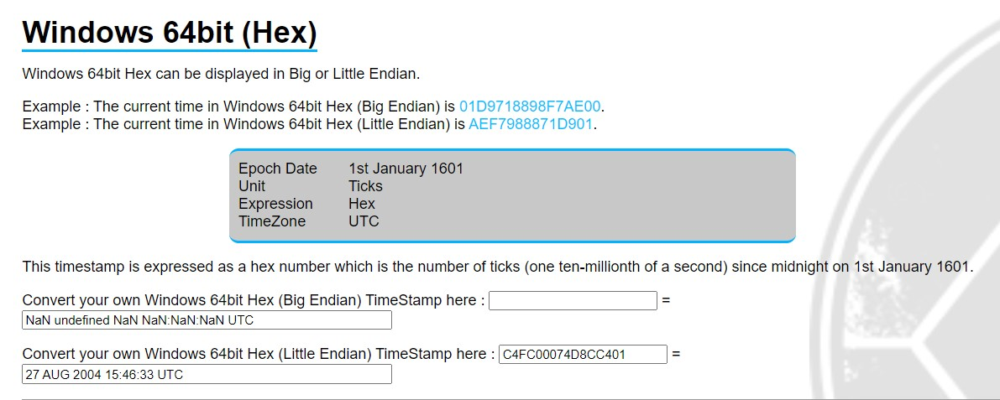 Windows 64bit (Hex)
Windows 64bit Hex can be displayed in Big or Little Endian.
Example : The current time in Windows 64bit Hex (Big Endian) is 01D9718898F7AE00.
Example : The current time in Windows 64bit Hex (Little Endian) is AEF7988871D901.
Epoch Date 1st January 1601
Unit Ticks
Expression Hex
TimeZone UTC
This timestamp is expressed as a hex number which is the number of ticks (one ten-millionth of a second) since midnight on 1st January 1601.
Convert your own Windows 64bit Hex (Big Endian) TimeStamp here : =
NaN undefined NaN NaN:NaN:NaN UTC
Convert your own Windows 64bit Hex (Little Endian) TimeStamp here : C4FC00074D8CC401 =
27 AUG 2004 15:46:33 UTC